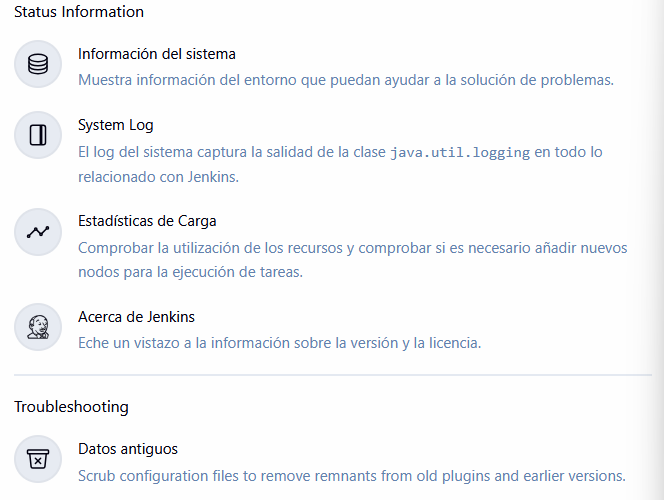 Status Information
Información del sistema
Muestra información del entorno que puedan ayudar a la solución de problemas.
System Log
El log del sistema captura la salida de la clase java.util.logging en todo lo
relacionado con Jenkins.
Estadísticas de Carga
Comprobar la utilización de los recursos y comprobar si es necesario añadir nuevos
nodos para la ejecución de tareas.
Acerca de Jenkins
Eche un vistazo a la información sobre la versión y la licencia.
Troubleshooting
Datos antiguos
Scrub configuration files to remove remnants from old plugins and earlier versions.